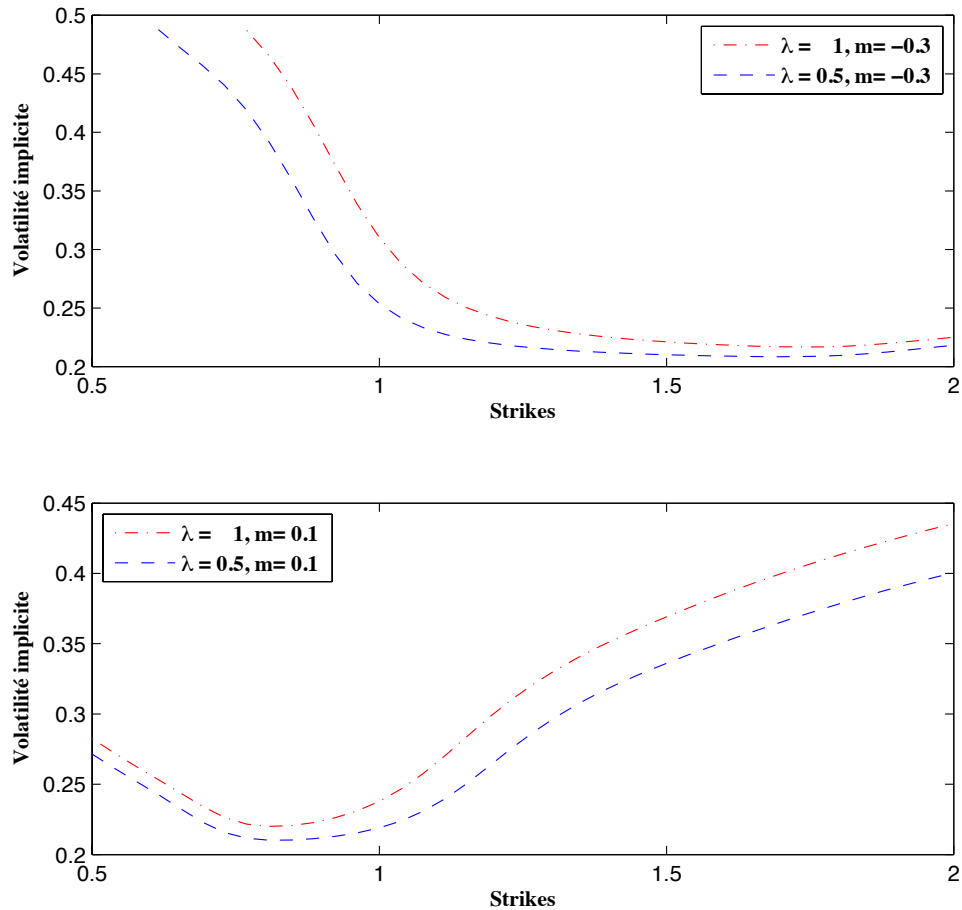 0.5
0.45
0.4
0.35
0.3
0.25
0.2
Volatilité implicite
λ = 1, m= −0.3
λ = 0.5, m= −0.3
0.5 1 1.5 2
Strikes
0.45
0.4
0.35
0.3
0.25
0.2
Volatilité implicite
λ = 1, m= 0.1
λ = 0.5, m= 0.1
0.5 1 1.5 2
Strikes